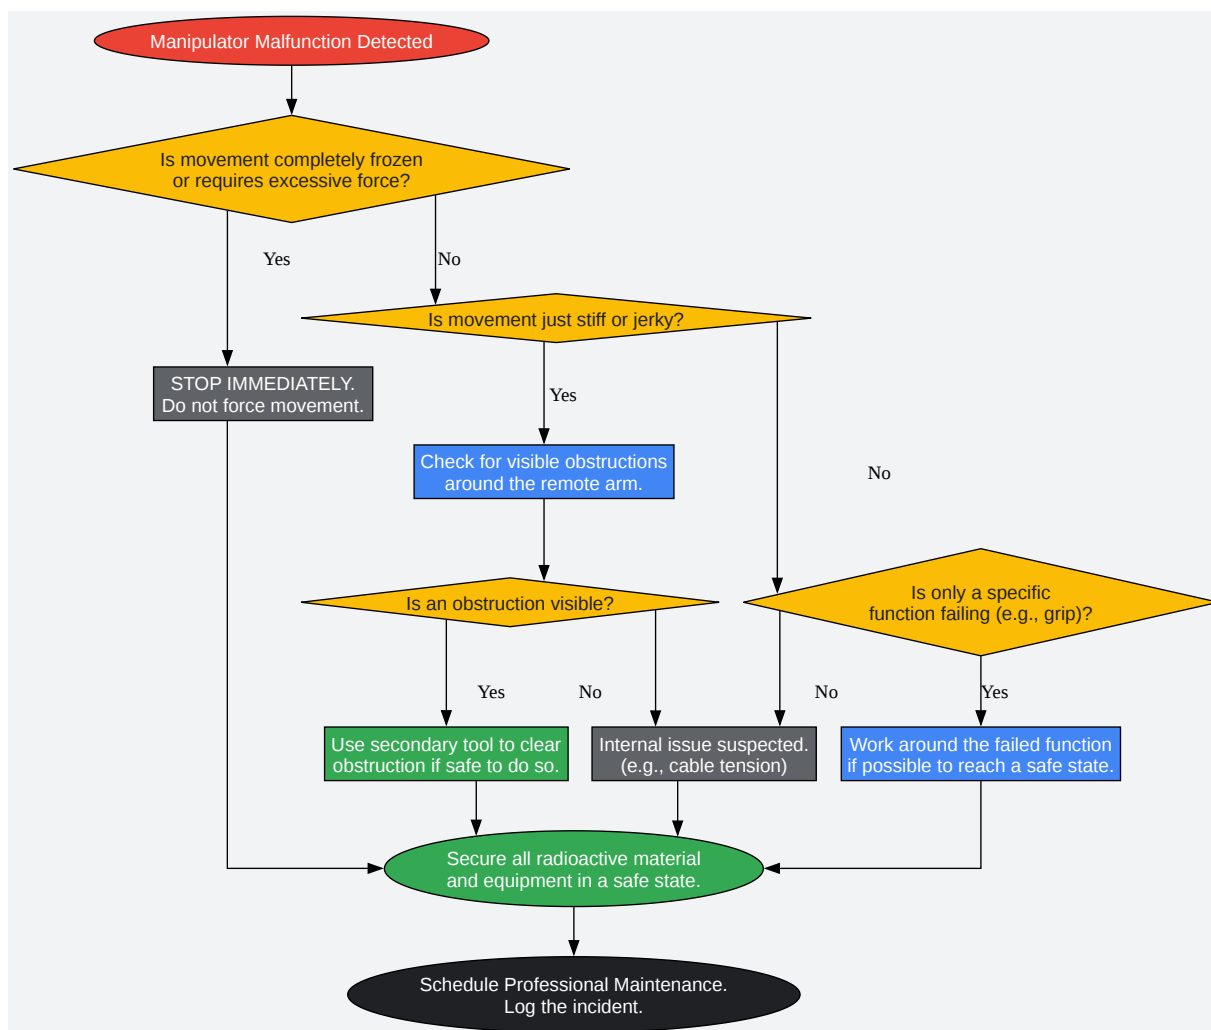 Manipulator Malfunction Detected
Is movement completely frozen
or requires excessive force?
Yes
No
Is movement just stiff or jerky?
STOP IMMEDIATELY.
Do not force movement.
Yes
Check for visible obstructions
around the remote arm.
No
Is an obstruction visible?
Is only a specific
function failing (e.g., grip)?
Yes
No
No
Yes
Use secondary tool to clear
obstruction if safe to do so.
Internal issue suspected.
(e.g., cable tension)
Work around the failed function
if possible to reach a safe state.
Secure all radioactive material
and equipment in a safe state.
Schedule Professional Maintenance.
Log the incident.